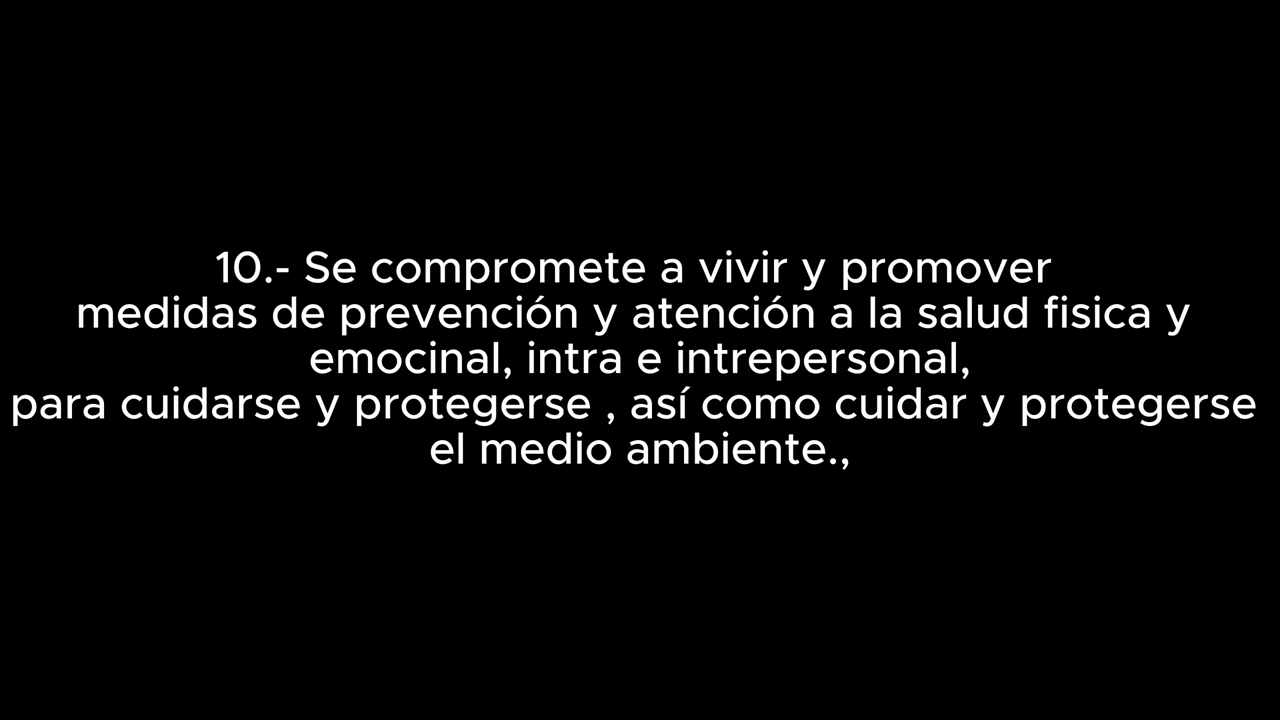 10.- Se compromete a vivir y promover
medidas de prevención y atención a la salud fisica y
emocinal, intra e intrepersonal,
para cuidarse y protegerse , así como cuidar y protegerse
el medio ambiente.,